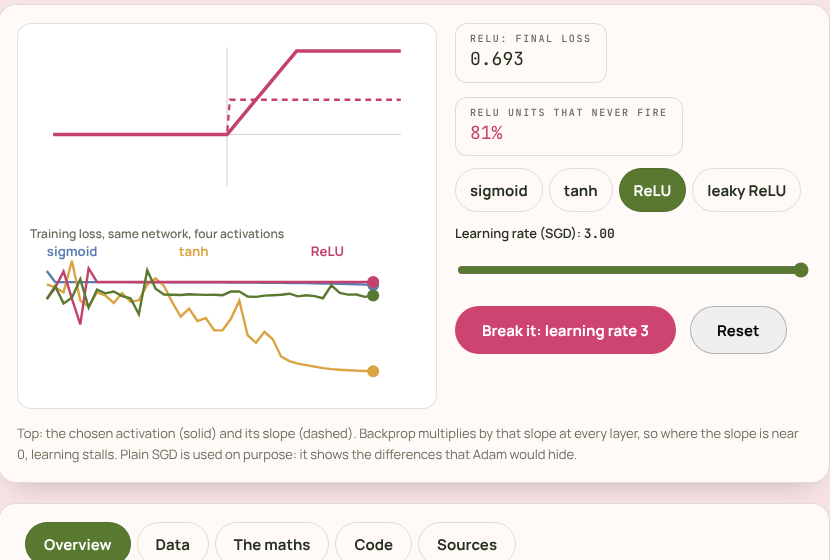 RELU: FINAL LOSS
0.693
RELU UNITS THAT NEVER FIRE
81%
sigmoid tanh ReLU leaky ReLU
Training loss, same network, four activations
sigmoid tanh ReLU
Learning rate (SGD): 3.00
Break it: learning rate 3 Reset
Top: the chosen activation (solid) and its slope (dashed). Backprop multiplies by that slope at every layer, so where the slope is near
0, learning stalls. Plain SGD is used on purpose: it shows the differences that Adam would hide.
Overview Data The maths Code Sources